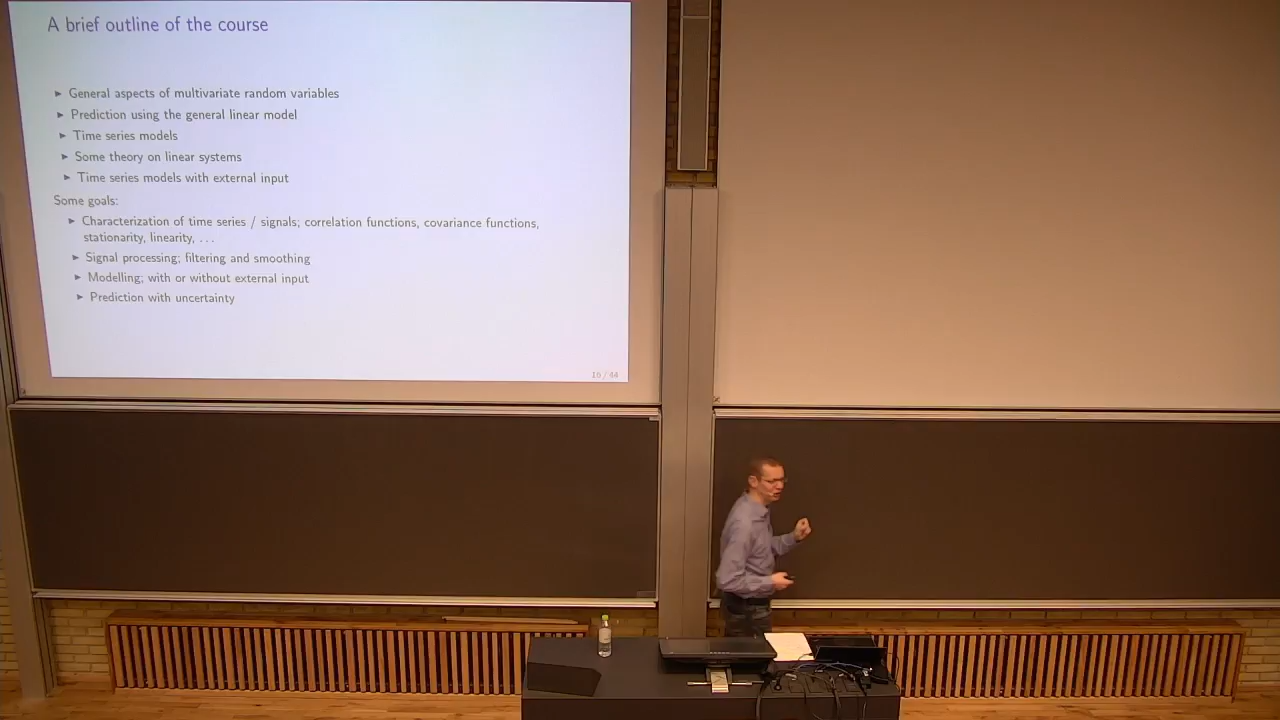 A brief outline of the course
▶ General aspects of multivariate random variables
▶ Prediction using the general linear model
▶ Time series models
▶ Some theory on linear systems
▶ Time series models with external input
Some goals:
▶ Characterization of time series / signals; correlation functions, covariance functions,
stationarity, linearity, ...
▶ Signal processing; filtering and smoothing
▶ Modelling; with or without external input
▶ Prediction with uncertainty